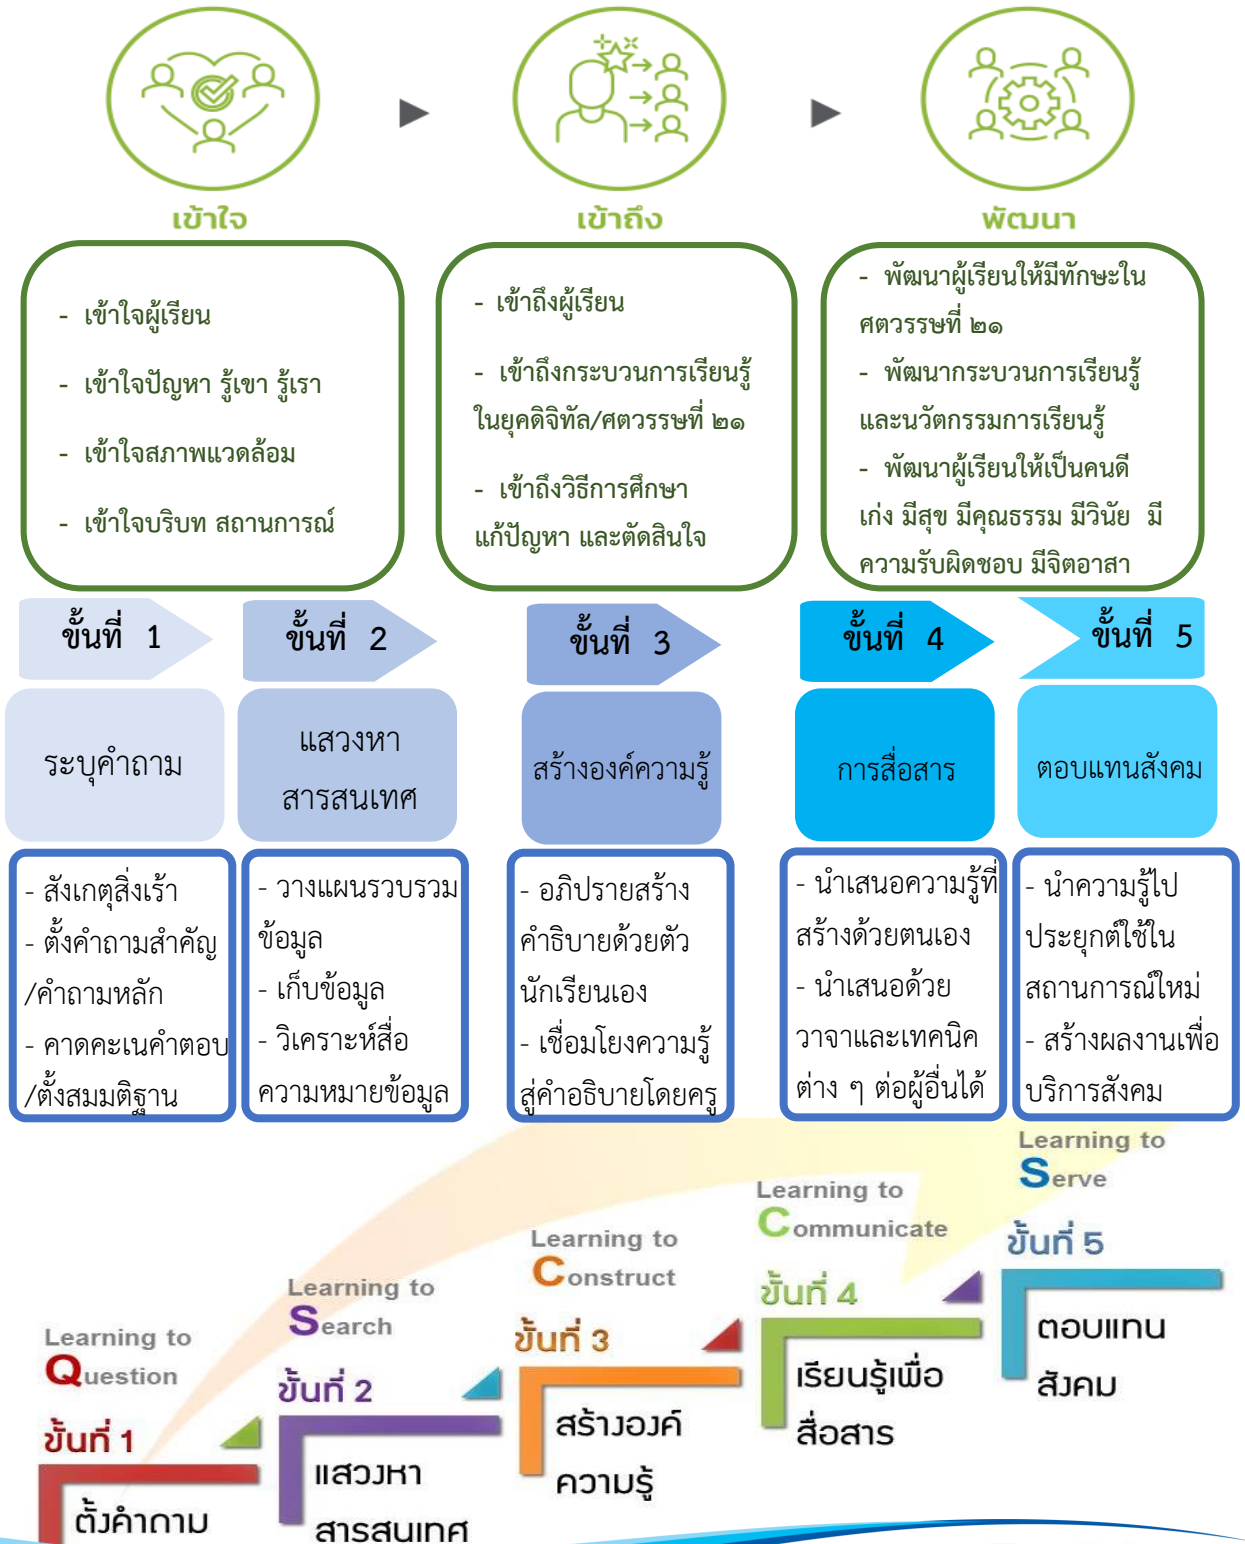 เข้าใจ
เข้าถึง
พัฒนา
- เข้าใจผู้เรียน
- เข้าใจปัญหา รู้เขา รู้เรา
- เข้าใจสภาพแวดล้อม
- เข้าใจบริบท สถานการณ์
- เข้าถึงผู้เรียน
- เข้าถึงกระบวนการเรียนรู้
ในยุคดิจิทัล/ศตวรรษที่ ๒๑
- เข้าถึงวิธีการศึกษา
แก้ปัญหา และตัดสินใจ
- พัฒนาผู้เรียนให้มีทักษะใน
ศตวรรษที่ ๒๑
- พัฒนากระบวนการเรียนรู้
และนวัตกรรมการเรียนรู้
- พัฒนาผู้เรียนให้เป็นคนดี
เก่ง มีสุข มีคุณธรรม มีวินัย มี
ความรับผิดชอบ มีจิตอาสา
ขั้นที่ 1
ขั้นที่ 2
ขั้นที่ 3
ขั้นที่ 4
ขั้นที่ 5
ระบุคำถาม
แสวงหา
สารสนเทศ
สร้างองค์ความรู้
การสื่อสาร
ตอบแทนสังคม
- สังเกตุสิ่งเร้า
- ตั้งคำถามสำคัญ
/คำถามหลัก
- คาดคะเนคำตอบ
/ตั้งสมมติฐาน
- วางแผนรวบรวม
ข้อมูล
- เก็บข้อมูล
- วิเคราะห์สื่อ
ความหมายข้อมูล
- อภิปรายสร้าง
คำธิบายด้วยตัว
นักเรียนเอง
- เชื่อมโยงความรู้
สู่คำอธิบายโดยครู
- นำเสนอความรู้ที่
สร้างด้วยตนเอง
- นำเสนอด้วย
วาจาและเทคนิค
ต่าง ๆ ต่อผู้อื่นได้
- นำความรู้ไป
ประยุกต์ใช้ใน
สถานการณ์ใหม่
- สร้างผลงานเพื่อ
บริการสังคม
Learning to
Question
ขั้นที่ 1
ตั้งคำถาม
Learning to
Search
ขั้นที่ 2
แสวงหา
สารสนเทศ
Learning to
Construct
ขั้นที่ 3
สร้างองค์
ความรู้
Learning to
Communicate
ขั้นที่ 4
เรียนรู้เพื่อ
สื่อสาร
Learning to
Serve
ขั้นที่ 5
ตอบแทน
สังคม